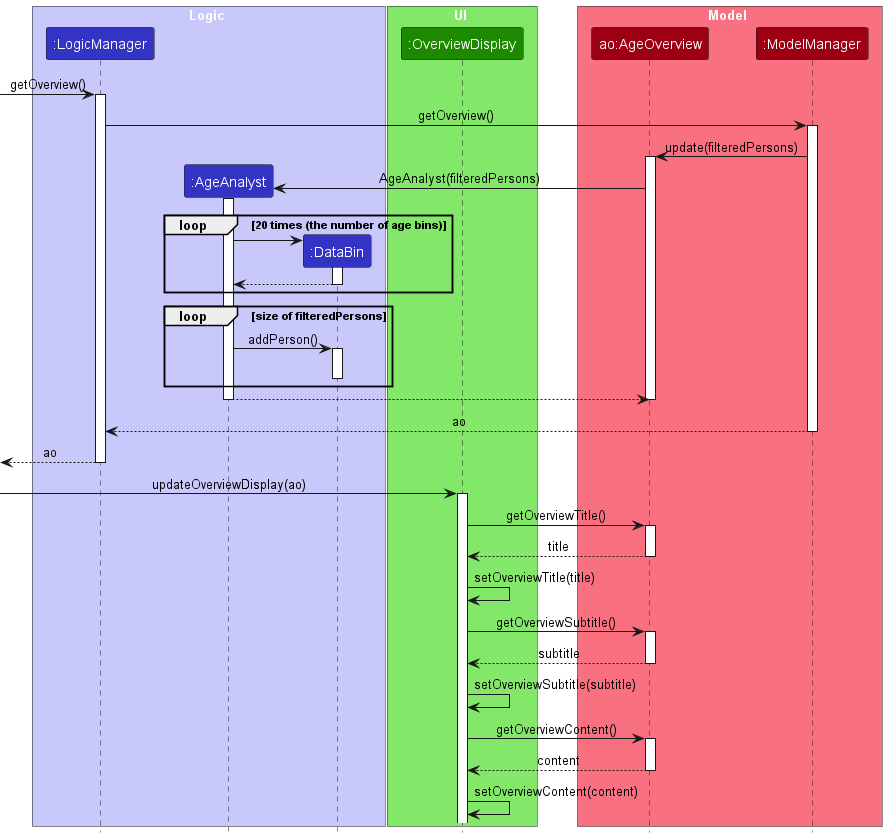 Logic
UI
Model
:LogicManager
:OverviewDisplay
ao:AgeOverview
:ModelManager
getOverview()
getOverview()
update(filteredPersons)
AgeAnalyst(filteredPersons)
:AgeAnalyst
loop
[20 times (the number of age bins)]
:DataBin
loop
[size of filteredPersons]
addPerson()
ao
ao
updateOverviewDisplay(ao)
getOverviewTitle()
title
setOverviewTitle(title)
getOverviewSubtitle()
subtitle
setOverviewSubtitle(subtitle)
getOverviewContent()
content
setOverviewContent(content)